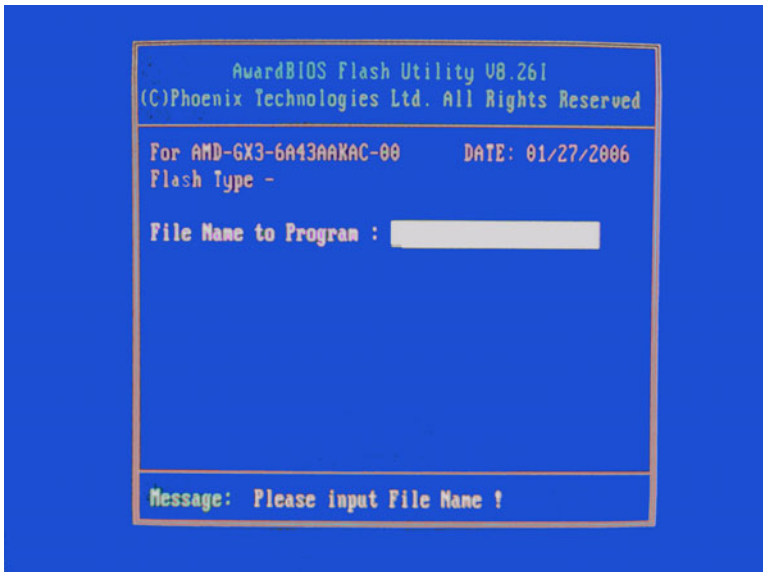 AwardBIOS Flash Utility V8.26I
(C)Phoenix Technologies Ltd. All Rights Reserved
For AMD-GX3-6A43AAKAC-00 DATE: 01/27/2006
Flash Type -
File Name to Program :
Message: Please input File Name !